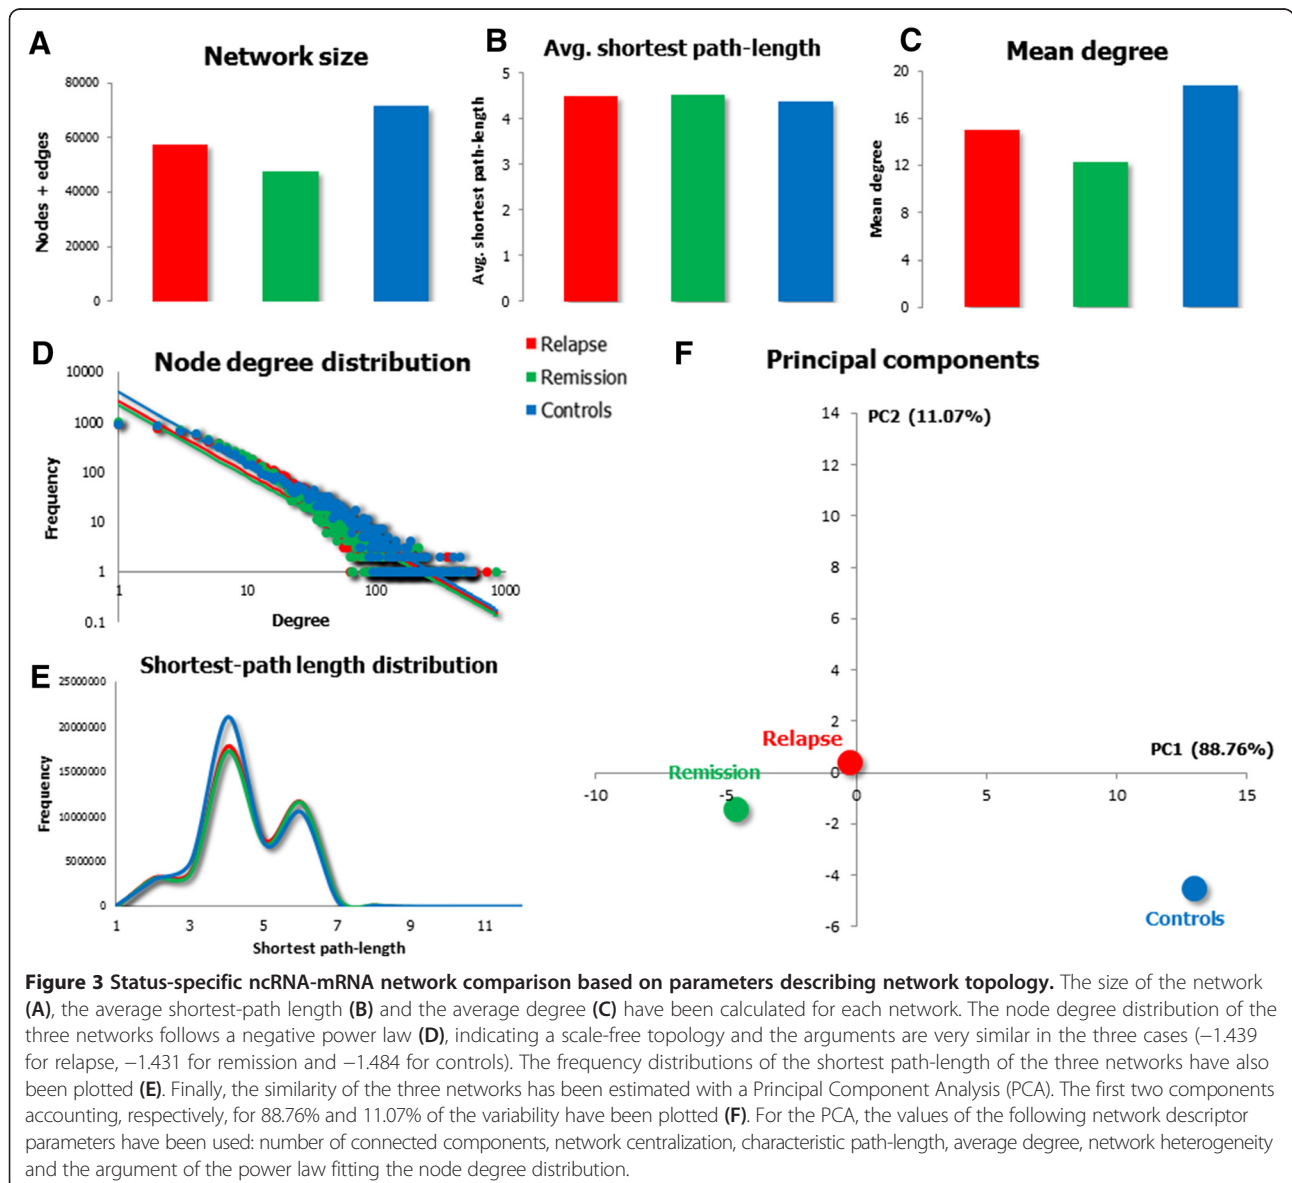 A
Network size
80000
60000
40000
20000
0
Nodes + edges
B
Avg. shortest path-length
5
4
3
2
1
0
Avg. shortest path-length
C
Mean degree
20
16
12
8
4
0
Mean degree
D
Node degree distribution
10000
1000
100
10
1
0.1
Frequency
1
10
100
1000
Degree
Relapse
Remission
Controls
E
Shortest-path length distribution
25000000
20000000
15000000
10000000
5000000
0
Frequency
1
3
5
7
9
11
Shortest path-length
F
Principal components
PC2 (11.07%)
14
12
10
8
6
4
2
0
-2
-4
-6
PC1 (88.76%)
-10
-5
0
5
10
15
Relapse
Remission
Controls
Figure 3 Status-specific ncRNA-mRNA network comparison based on parameters describing network topology. The size of the network
(A), the average shortest-path length (B) and the average degree (C) have been calculated for each network. The node degree distribution of the
three networks follows a negative power law (D), indicating a scale-free topology and the arguments are very similar in the three cases (−1.439
for relapse, −1.431 for remission and −1.484 for controls). The frequency distributions of the shortest path-length of the three networks have also
been plotted (E). Finally, the similarity of the three networks has been estimated with a Principal Component Analysis (PCA). The first two components
accounting, respectively, for 88.76% and 11.07% of the variability have been plotted (F). For the PCA, the values of the following network descriptor
parameters have been used: number of connected components, network centralization, characteristic path-length, average degree, network heterogeneity
and the argument of the power law fitting the node degree distribution.